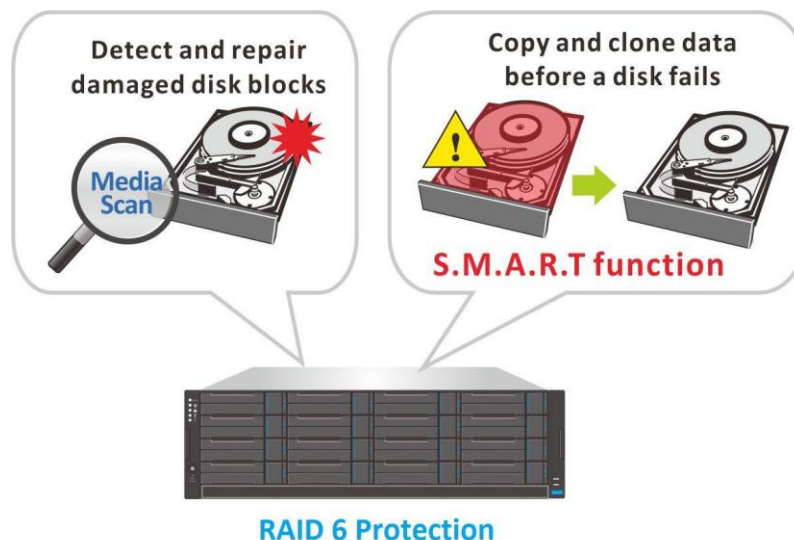 Detect and repair
damaged disk blocks
Media
Scan
Copy and clone data
before a disk fails
!
S.M.A.R.T function
RAID 6 Protection